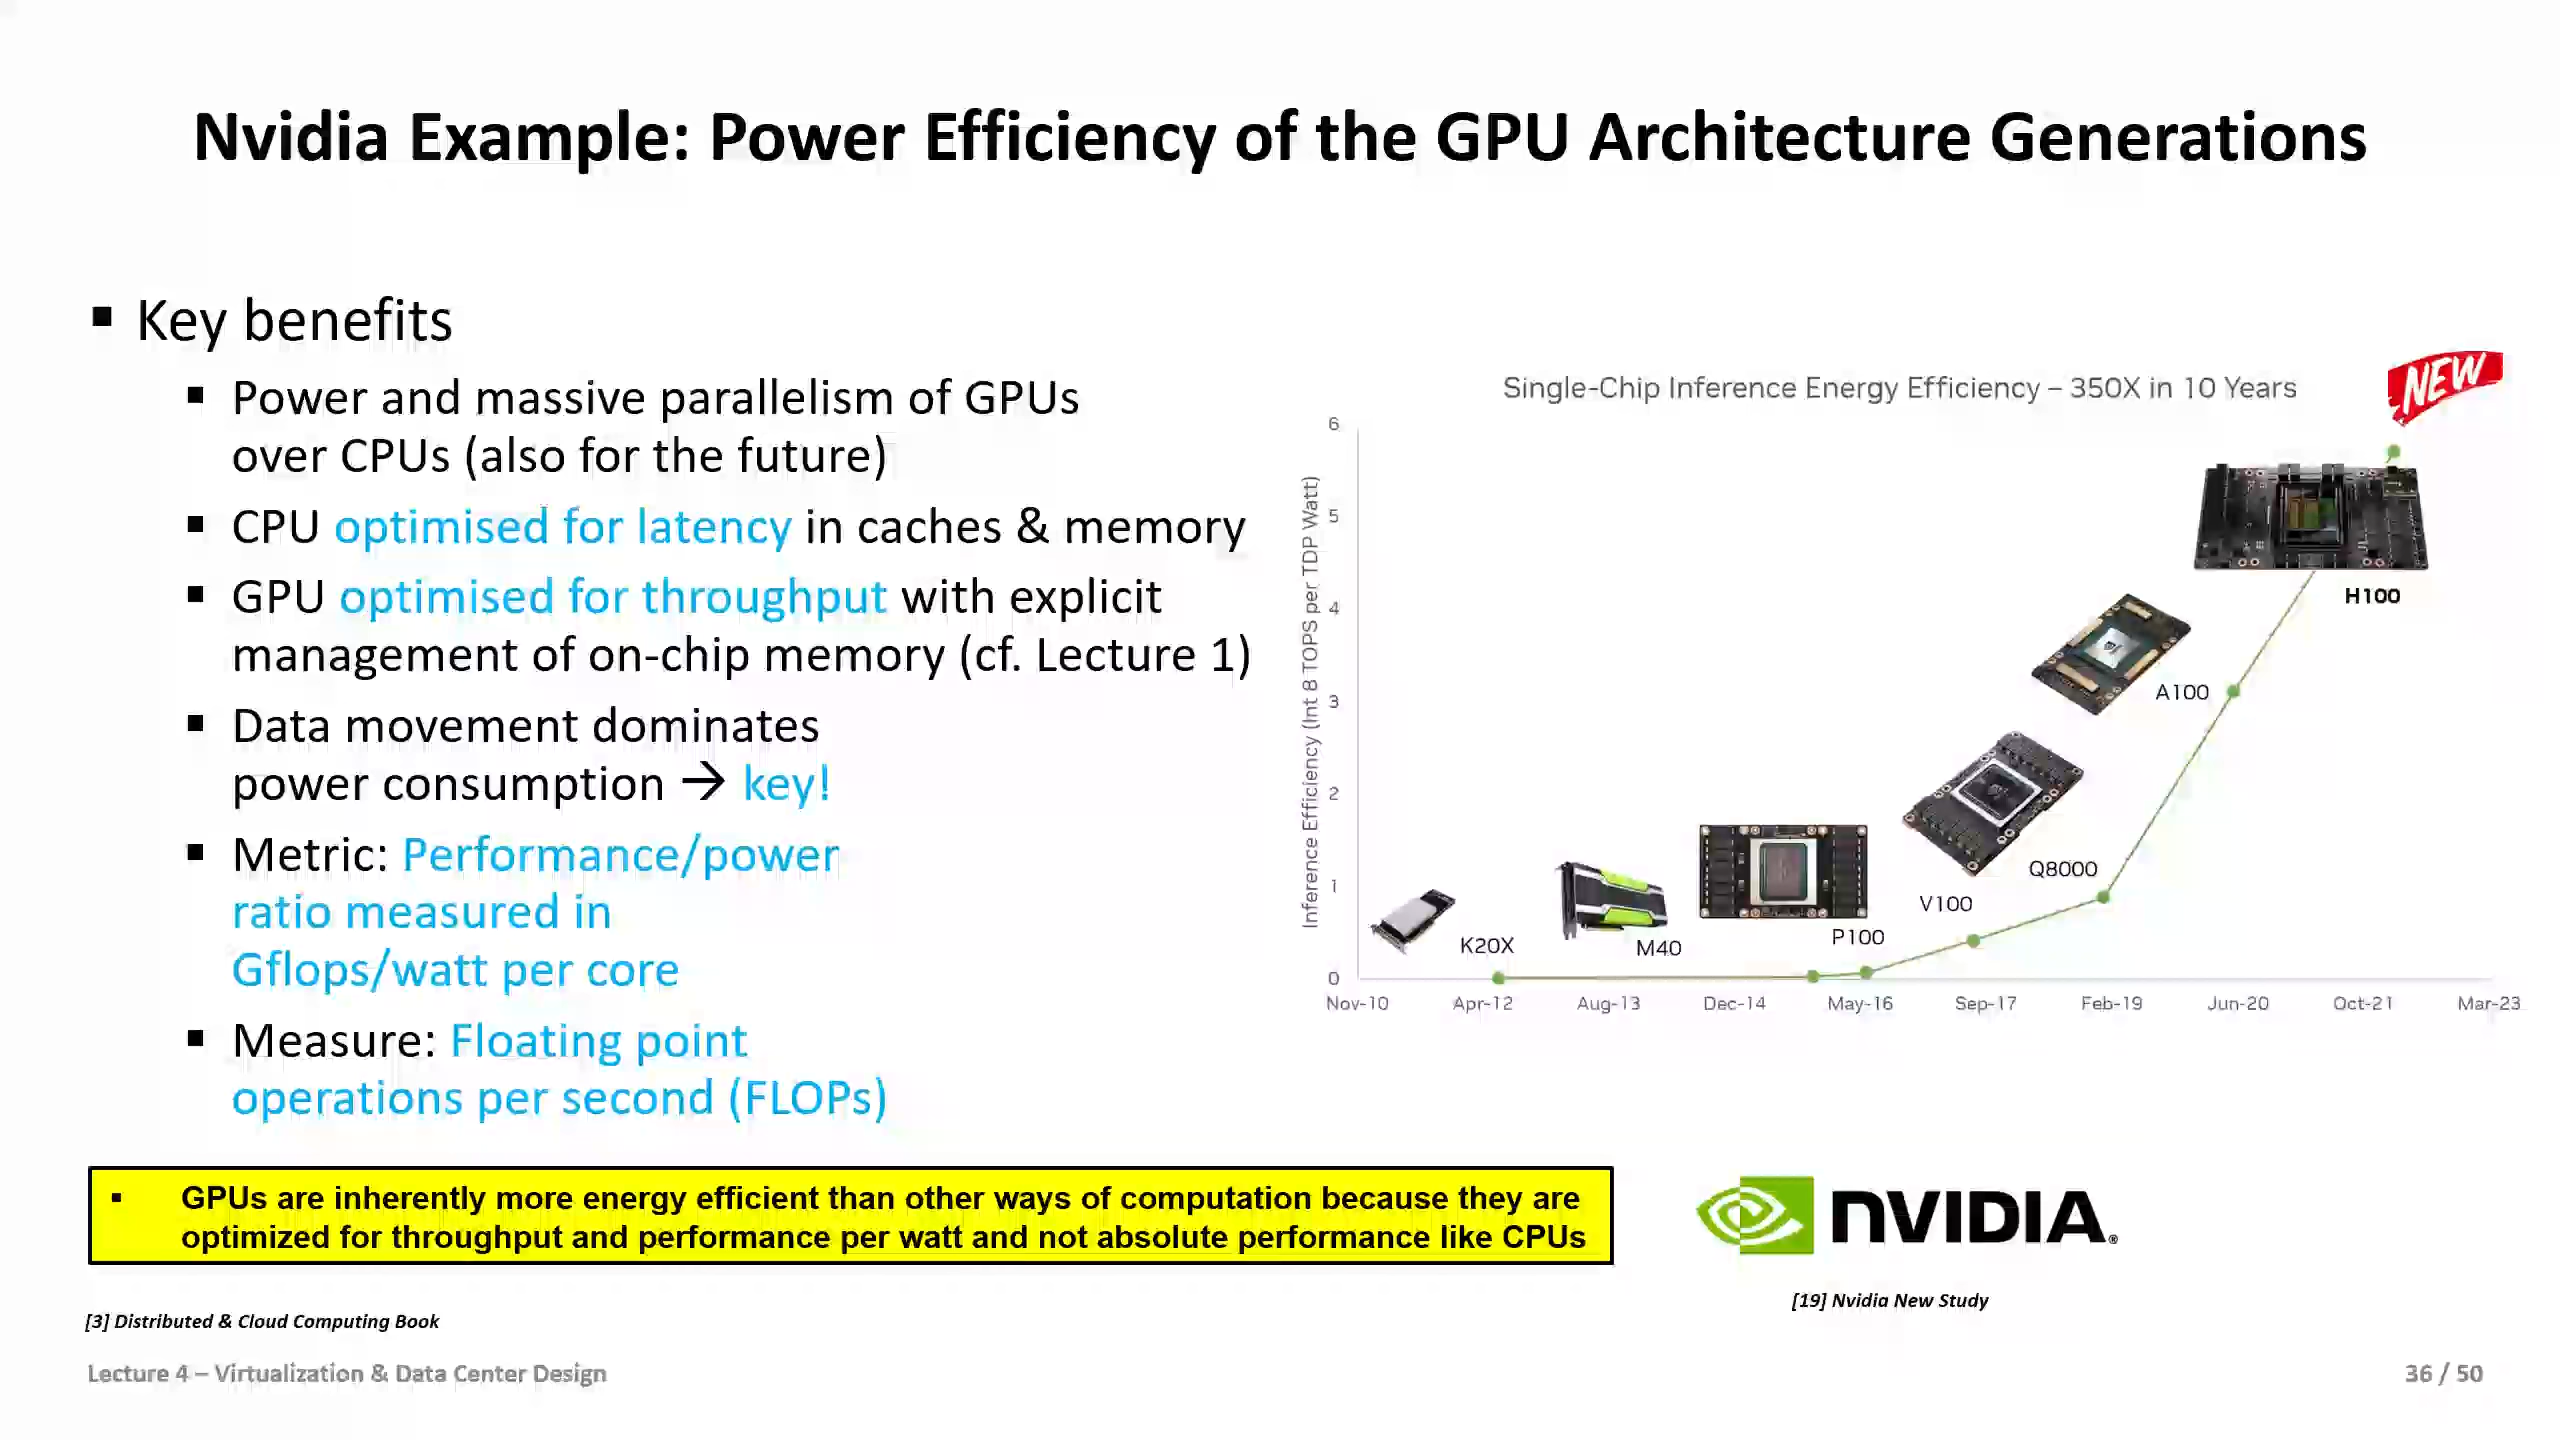 Nvidia Example: Power Efficiency of the GPU Architecture Generations
▪ Key benefits
▪ Power and massive parallelism of GPUs
over CPUs (also for the future)
▪ CPU optimised for latency in caches & memory
▪ GPU optimised for throughput with explicit
management of on-chip memory (cf. Lecture 1)
▪ Data movement dominates
power consumption → key!
▪ Metric: Performance/power
ratio measured in
Gflops/watt per core
▪ Measure: Floating point
operations per second (FLOPs)
Single-Chip Inference Energy Efficiency – 350X in 10 Years
NEW
Inference Efficiency (Int 8 TOPS per TDP Watt)
6
5
4
3
2
1
0
K20X
M40
P100
V100
Q8000
A100
H100
Nov-10 Apr-12 Aug-13 Dec-14 May-16 Sep-17 Feb-19 Jun-20 Oct-21 Mar-23
▪ GPUs are inherently more energy efficient than other ways of computation because they are
optimized for throughput and performance per watt and not absolute performance like CPUs
NVIDIA®
[19] Nvidia New Study
[3] Distributed & Cloud Computing Book
Lecture 4 – Virtualization & Data Center Design
36 / 50